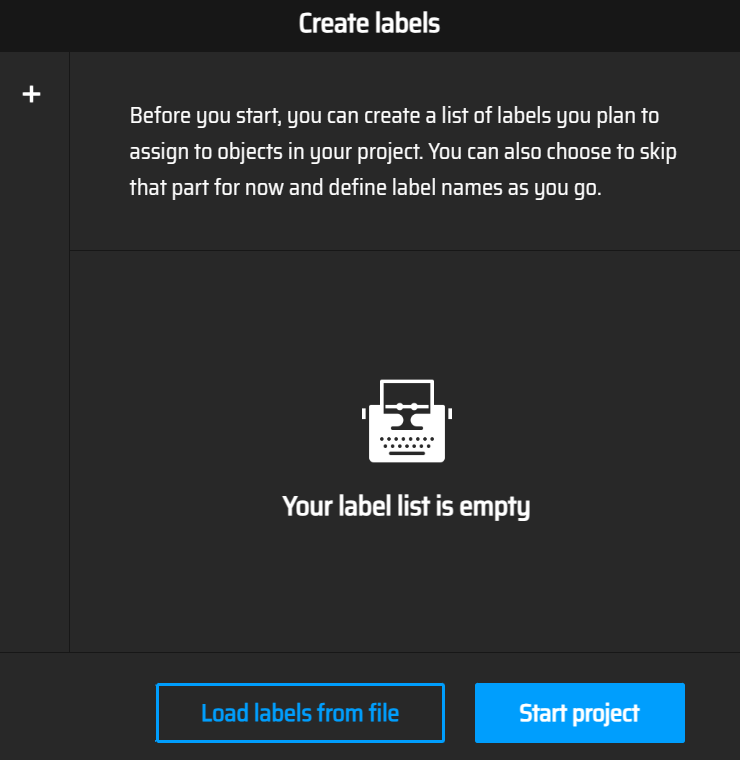 Create labels
+
Before you start, you can create a list of labels you plan to
assign to objects in your project. You can also choose to skip
that part for now and define label names as you go.
Your label list is empty
Load labels from file
Start project